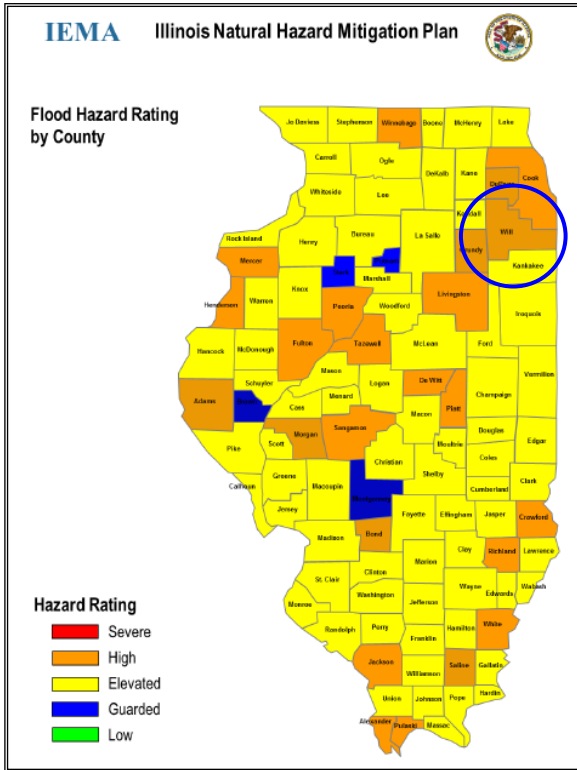 IEMA Illinois Natural Hazard Mitigation Plan
Flood Hazard Rating
by County
Jo Daviess Stephenson Winnebago Boone McHenry Lake
Carroll Ogle DeKalb Kane DuPage Cook
Whiteside Lee Kendall Will
Rock Island Henry Bureau La Salle Grundy
Mercer Kankakee
Henderson Warren Knox Stark Marshall Livingston
Peoria Woodford Iroquois
Hancock McDonough Fulton Tazewell McLean Ford
Mason Vermilion
Schuyler Logan De Witt
Adams Cass Menard Macon Piatt Champaign
Morgan Sangamon Douglas
Pike Scott Christian Moultrie Edgar
Coles
Greene Shelby
Calhoun Macoupin Montgomery Cumberland Clark
Jersey Fayette Effingham Jasper Crawford
Madison Bond
Clay Richland Lawrence
Clinton Marion
St. Clair Wayne Edwards Wabash
Washington Jefferson
Monroe
Randolph Perry Hamilton White
Franklin
Jackson Williamson Saline Gallatin
Union Johnson Pope Hardin
Alexander Pulaski Massac
Hazard Rating
Severe
High
Elevated
Guarded
Low